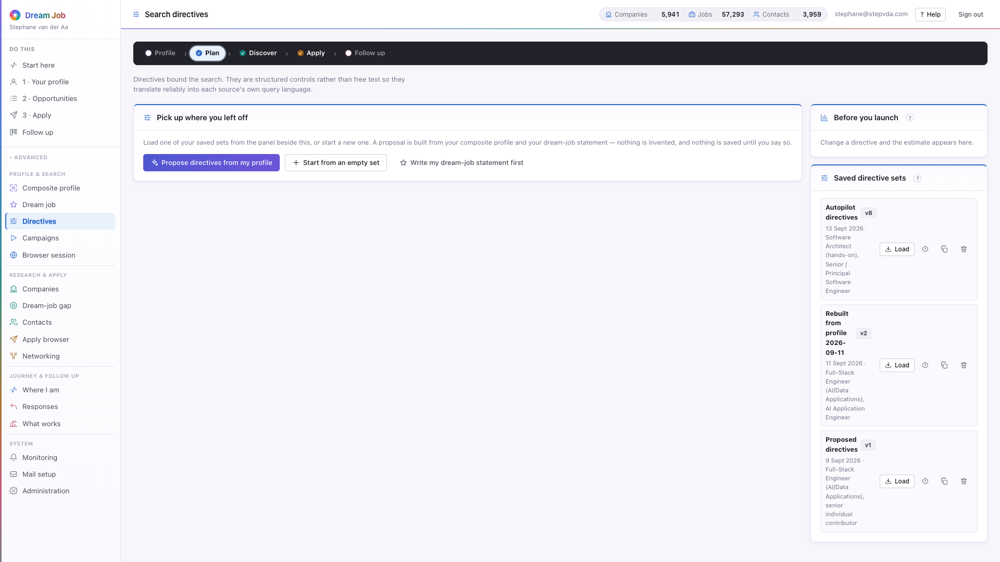 Dream Job
Stephane van der Aa
DO THIS
Start here
1 · Your profile
2 · Opportunities
3 · Apply
Follow up
ADVANCED
PROFILE & SEARCH
Composite profile
Dream job
Directives
Campaigns
Browser session
RESEARCH & APPLY
Companies
Dream-job gap
Contacts
Apply browser
Networking
JOURNEY & FOLLOW UP
Where I am
Responses
What works
SYSTEM
Monitoring
Mail setup
Administration
Search directives
Companies 5,941 Jobs 57,293 Contacts 3,959
stephane@stepvda.com
? Help
Sign out
Profile › Plan › Discover › Apply › Follow up
Directives bound the search. They are structured controls rather than free text so they
translate reliably into each source's own query language.
Pick up where you left off
Load one of your saved sets from the panel beside this, or start a new one. A proposal is built from your composite profile and your dream-job statement — nothing is invented, and nothing is saved until you say so.
Propose directives from my profile
Start from an empty set
Write my dream-job statement first
Before you launch ?
Change a directive and the estimate appears here.
Saved directive sets ?
Autopilot
directives
v8
13 Sept 2026 ·
Software
Architect
(hands-on),
Senior /
Principal
Software
Engineer
Load
Rebuilt
from
profile
2026-
09-11
v2
11 Sept 2026 ·
Full-Stack
Engineer
(AI/Data
Applications),
AI Application
Engineer
Load
Proposed
directives
v1
9 Sept 2026 ·
Full-Stack
Engineer
(AI/Data
Applications),
senior
individual
contributor
Load